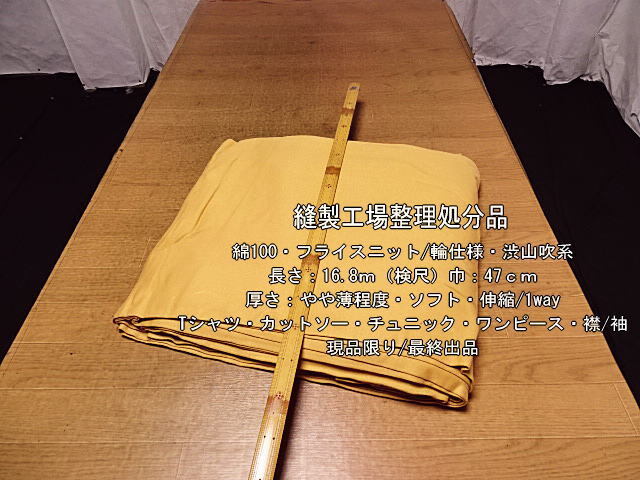 縫製工場整理処分品
綿100・フライスニット/輪仕様・渋山吹系
長さ：16.8ｍ（検尺）巾：47ｃｍ
厚さ：やや薄程度・ソフト・伸縮/1way
Tシャツ・カットソー・チュニック・ワンピース・襟/袖
現品限り/最終出品